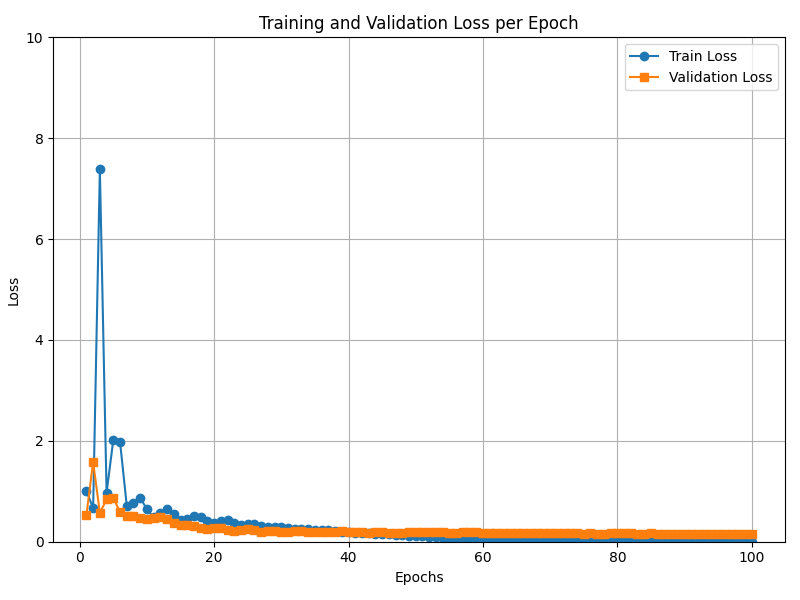 Training and Validation Loss per Epoch
Train Loss
Validation Loss
10
8
6
4
2
0
Loss
0 20 40 60 80 100
Epochs